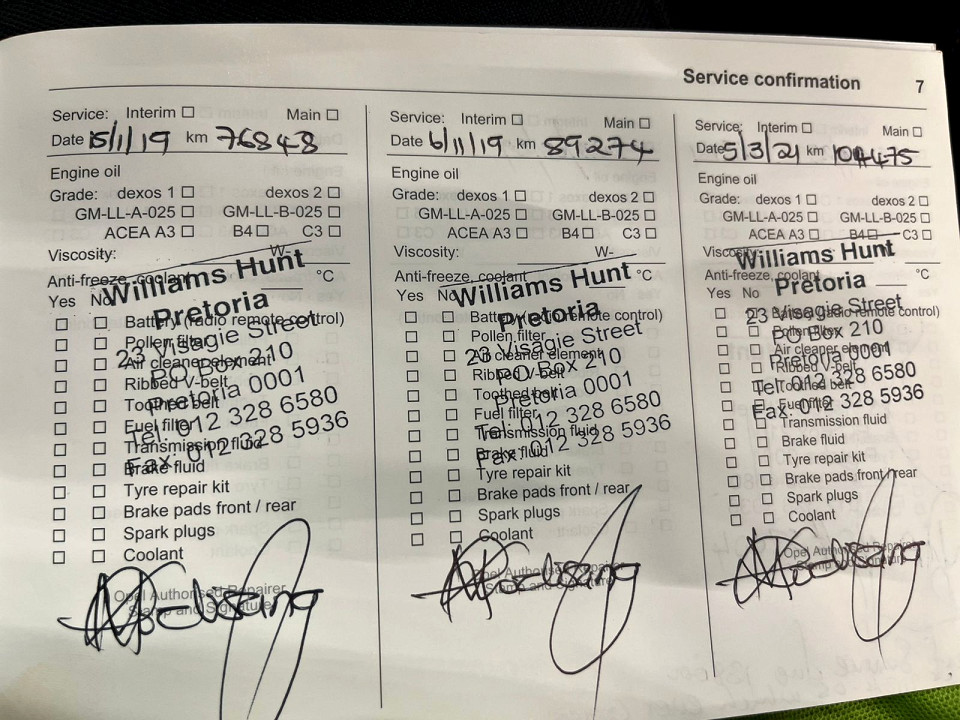 Service confirmation 7
Service: Interim ☐ Main ☐
Date 15/1/19 km 76848
Engine oil
Grade: dexos 1 ☐ dexos 2 ☐
GM-LL-A-025 ☐ GM-LL-B-025 ☐
ACEA A3 ☐ B4 ☐ C3 ☐
Viscosity: W-
Anti-freeze, coolant °C
Yes No
Battery (radio remote control)
Pollen filter
Air cleaner element
Ribbed V-belt
Toothed belt
Fuel filter
Transmission fluid
Brake fluid
Tyre repair kit
Brake pads front / rear
Spark plugs
Coolant
Opel Authorised Repairer
Stamp and Signature
Williams Hunt
Pretoria
23 Visagie Street
PO Box 210
Pretoria 0001
Tel: 012 328 6580
Fax: 012 328 5936
Service: Interim ☐ Main ☐
Date 6/11/19 km 89274
Engine oil
Grade: dexos 1 ☐ dexos 2 ☐
GM-LL-A-025 ☐ GM-LL-B-025 ☐
ACEA A3 ☐ B4 ☐ C3 ☐
Viscosity: W-
Anti-freeze, coolant °C
Yes No
Battery (radio remote control)
Pollen filter
Air cleaner element
Ribbed V-belt
Toothed belt
Fuel filter
Transmission fluid
Brake fluid
Tyre repair kit
Brake pads front / rear
Spark plugs
Coolant
Opel Authorised Repairer
Stamp and Signature
Williams Hunt
Pretoria
23 Visagie Street
PO Box 210
Pretoria 0001
Tel: 012 328 6580
Fax: 012 328 5936
Service: Interim ☐ Main ☐
Date 5/3/21 km 104475
Engine oil
Grade: dexos 1 ☐ dexos 2 ☐
GM-LL-A-025 ☐ GM-LL-B-025 ☐
ACEA A3 ☐ B4 ☐ C3 ☐
Viscosity:
Anti-freeze, coolant °C
Yes No
Battery (radio remote control)
Pollen filter
Air cleaner element
Ribbed V-belt
Toothed belt
Fuel filter
Transmission fluid
Brake fluid
Tyre repair kit
Brake pads front / rear
Spark plugs
Coolant
Opel Authorised Repairer
Stamp and Signature
Williams Hunt
Pretoria
23 Visagie Street
PO Box 210
Pretoria 0001
Tel: 012 328 6580
Fax: 012 328 5936